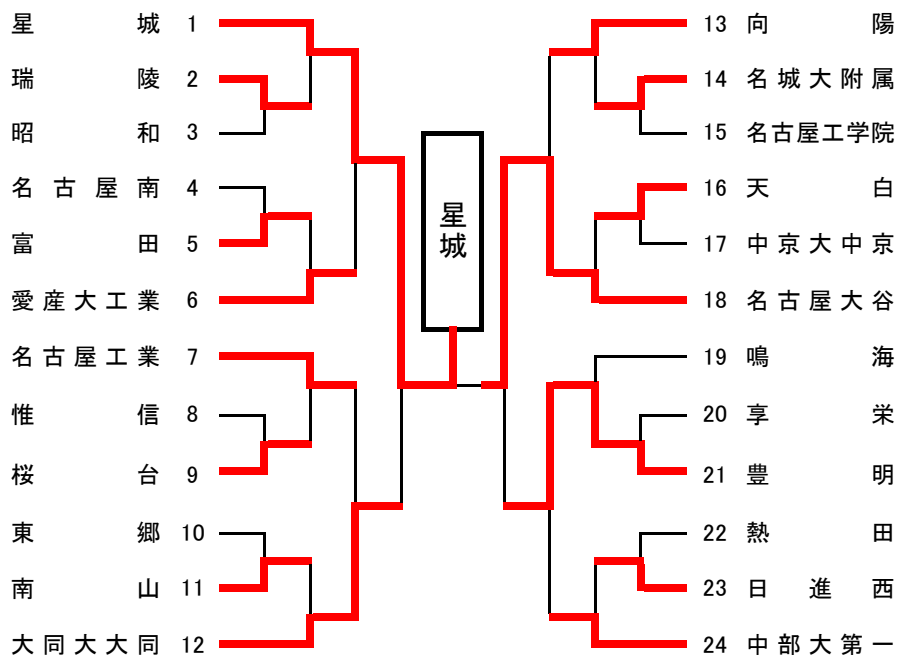 星城 1
瑞陵 2
昭和 3
名古屋南 4
富田 5
愛産大工業 6
名古屋工業 7
惟信 8
桜台 9
東郷 10
南山 11
大同大大同 12
星城
13 向陽
14 名城大附属
15 名古屋工学院
16 天白
17 中京大中京
18 名古屋大谷
19 鳴海
20 享栄
21 豊明
22 熱田
23 日進西
24 中部大第一